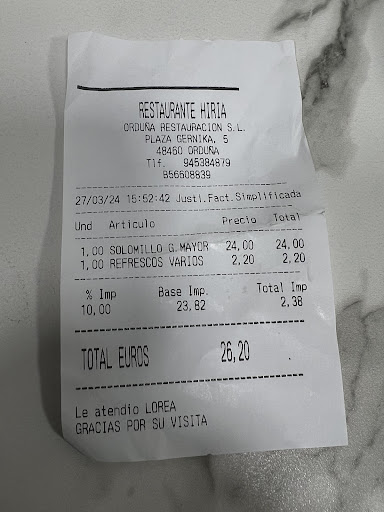 RESTAURANTE HIRIA
ORDUÑA RESTAURACION S.L.
PLAZA GERNIKA, 5
48460 ORDUÑA
Tlf. 945384879
B56608839
27/03/24 15:52:42 Justi.Fact.Simplificada
Und Artículo Precio Total
1,00 SOLOMILLO G.MAYOR 24,00 24,00
1,00 REFRESCOS VARIOS 2,20 2,20
% Imp Base Imp. Total Imp
10,00 23,82 2,38
TOTAL EUROS 26,20
Le atendio LOREA
GRACIAS POR SU VISITA